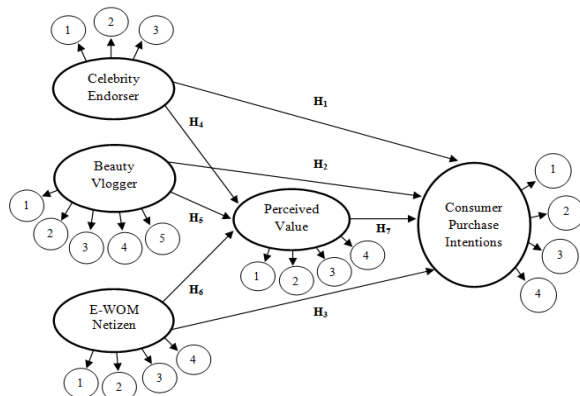 1
2
3
Celebrity
Endorser
H1
H4
Beauty
Vlogger
H2
1
2
3
4
5
H5
Perceived
Value
H7
1
2
3
4
Consumer
Purchase
Intentions
1
2
3
4
H6
E-WOM
Netizen
H3
1
2
3
4